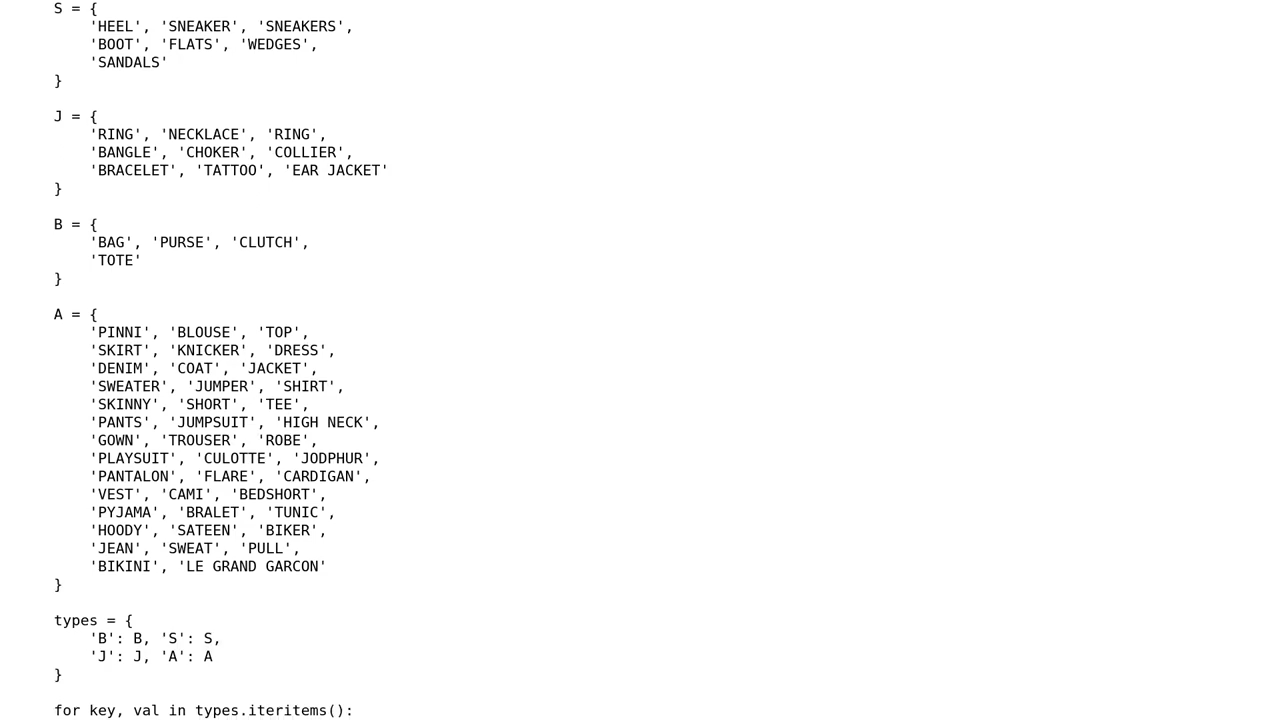 S = {
    'HEEL', 'SNEAKER', 'SNEAKERS',
    'BOOT', 'FLATS', 'WEDGES',
    'SANDALS'
}
J = {
    'RING', 'NECKLACE', 'RING',
    'BANGLE', 'CHOKER', 'COLLIER',
    'BRACELET', 'TATTOO', 'EAR JACKET'
}
B = {
    'BAG', 'PURSE', 'CLUTCH',
    'TOTE'
}
A = {
    'PINNI', 'BLOUSE', 'TOP',
    'SKIRT', 'KNICKER', 'DRESS',
    'DENIM', 'COAT', 'JACKET',
    'SWEATER', 'JUMPER', 'SHIRT',
    'SKINNY', 'SHORT', 'TEE',
    'PANTS', 'JUMPSUIT', 'HIGH NECK',
    'GOWN', 'TROUSER', 'ROBE',
    'PLAYSUIT', 'CULOTTE', 'JODPHUR',
    'PANTALON', 'FLARE', 'CARDIGAN',
    'VEST', 'CAMI', 'BEDSHORT',
    'PYJAMA', 'BRALET', 'TUNIC',
    'HOODY', 'SATEEN', 'BIKER',
    'JEAN', 'SWEAT', 'PULL',
    'BIKINI', 'LE GRAND GARCON'
}
types = {
    'B': B, 'S': S,
    'J': J, 'A': A
}
for key, val in types.iteritems():